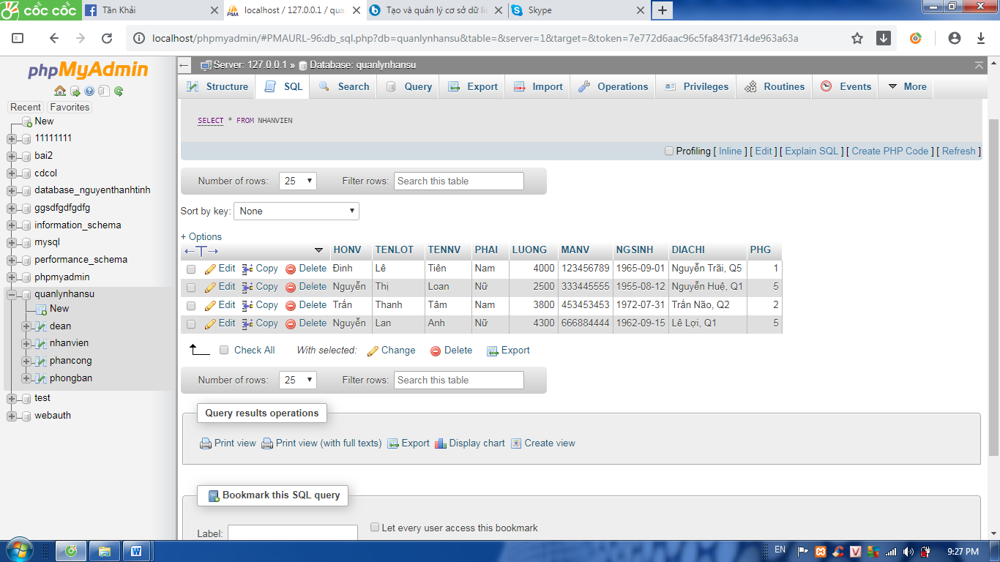 cốc cốc
Tân Khải
localhost / 127.0.0.1 / qua
Tạo và quản lý cơ sở dữ liệ
Skype
localhost/phpmyadmin/#PMAURL-96:db_sql.php?db=quanlynhansu&table=&server=1&target=&token=7e772d6aac96c5fa843f714de963a63a
phpMyAdmin
Recent Favorites
New
11111111
bai2
cdcol
database_nguyenthanhtinh
ggsdfgdfgdfg
information_schema
mysql
performance_schema
phpmyadmin
quanlynhansu
New
dean
nhanvien
phancong
phongban
test
webauth
Server: 127.0.0.1 » Database: quanlynhansu
Structure SQL Search Query Export Import Operations Privileges Routines Events More
SELECT * FROM NHANVIEN
Profiling [ Inline ] [ Edit ] [ Explain SQL ] [ Create PHP Code ] [ Refresh ]
Number of rows: 25 Filter rows: Search this table
Sort by key: None
+ Options
←T→ HONV TENLOT TENNV PHAI LUONG MANV NGSINH DIACHI PHG
Edit Copy Delete Đinh Lê Tiên Nam 4000 123456789 1965-09-01 Nguyễn Trãi, Q5 1
Edit Copy Delete Nguyễn Thị Loan Nữ 2500 333445555 1955-08-12 Nguyễn Huệ, Q1 5
Edit Copy Delete Trần Thanh Tâm Nam 3800 453453453 1972-07-31 Trần Não, Q2 2
Edit Copy Delete Nguyễn Lan Anh Nữ 4300 666884444 1962-09-15 Lê Lợi, Q1 5
Check All With selected: Change Delete Export
Number of rows: 25 Filter rows: Search this table
Query results operations
Print view Print view (with full texts) Export Display chart Create view
Bookmark this SQL query
Label: Let every user access this bookmark
EN 9:27 PM